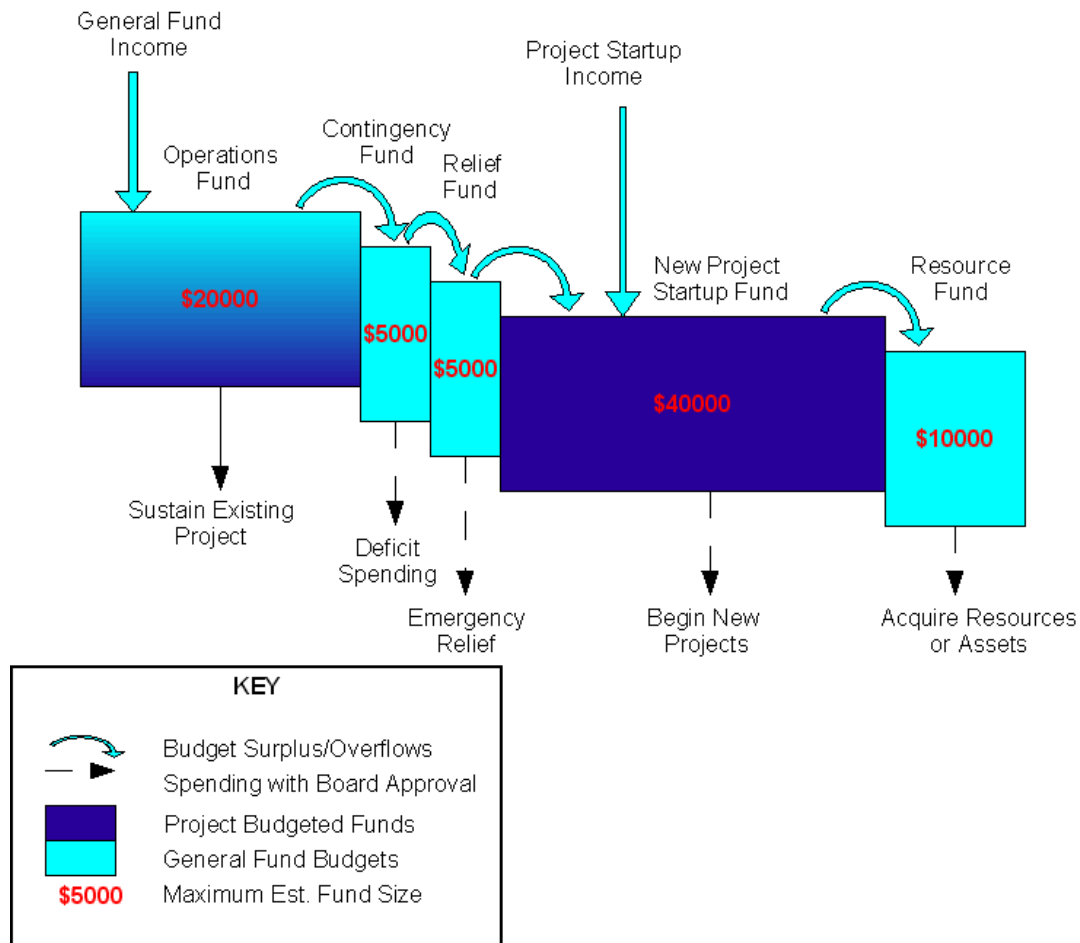 General Fund
Income
Project Startup
Income
Contingency
Fund
Relief
Fund
Operations
Fund
New Project
Startup Fund
Resource
Fund
$20000
$5000
$5000
$40000
$10000
Sustain Existing
Project
Deficit
Spending
Emergency
Relief
Begin New
Projects
Acquire Resources
or Assets
KEY
Budget Surplus/Overflows
Spending with Board Approval
Project Budgeted Funds
General Fund Budgets
$5000 Maximum Est. Fund Size